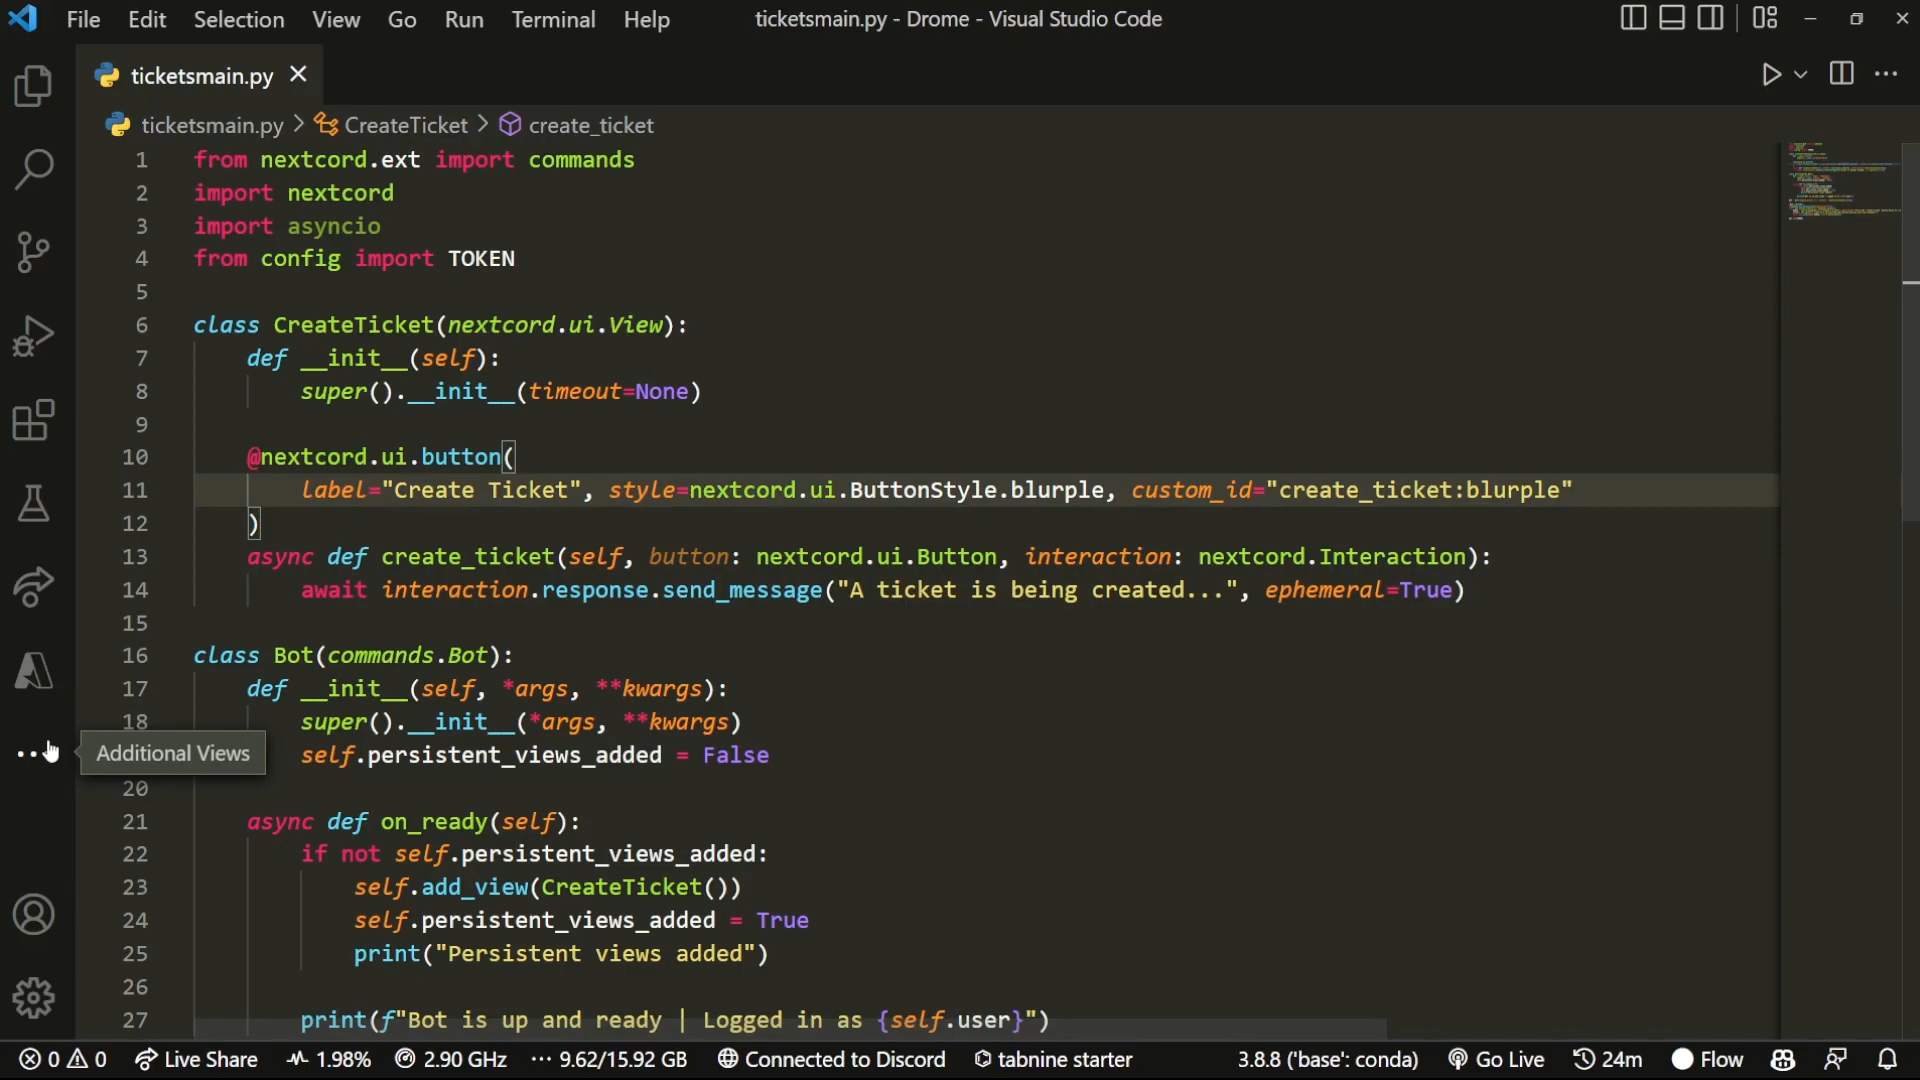 File Edit Selection View Go Run Terminal Help ticketsmain.py - Drome - Visual Studio Code
ticketsmain.py
ticketsmain.py > CreateTicket > create_ticket
1 from nextcord.ext import commands
2 import nextcord
3 import asyncio
4 from config import TOKEN
5
6 class CreateTicket(nextcord.ui.View):
7 def __init__(self):
8 super().__init__(timeout=None)
9
10 @nextcord.ui.button(
11 label="Create Ticket", style=nextcord.ui.ButtonStyle.blurple, custom_id="create_ticket:blurple"
12 )
13 async def create_ticket(self, button: nextcord.ui.Button, interaction: nextcord.Interaction):
14 await interaction.response.send_message("A ticket is being created...", ephemeral=True)
15
16 class Bot(commands.Bot):
17 def __init__(self, *args, **kwargs):
18 super().__init__(*args, **kwargs)
Additional Views self.persistent_views_added = False
20
21 async def on_ready(self):
22 if not self.persistent_views_added:
23 self.add_view(CreateTicket())
24 self.persistent_views_added = True
25 print("Persistent views added")
26
27 print(f"Bot is up and ready | Logged in as {self.user}")
0 0 Live Share 1.98% 2.90 GHz 9.62/15.92 GB Connected to Discord tabnine starter 3.8.8 ('base': conda) Go Live 24m Flow